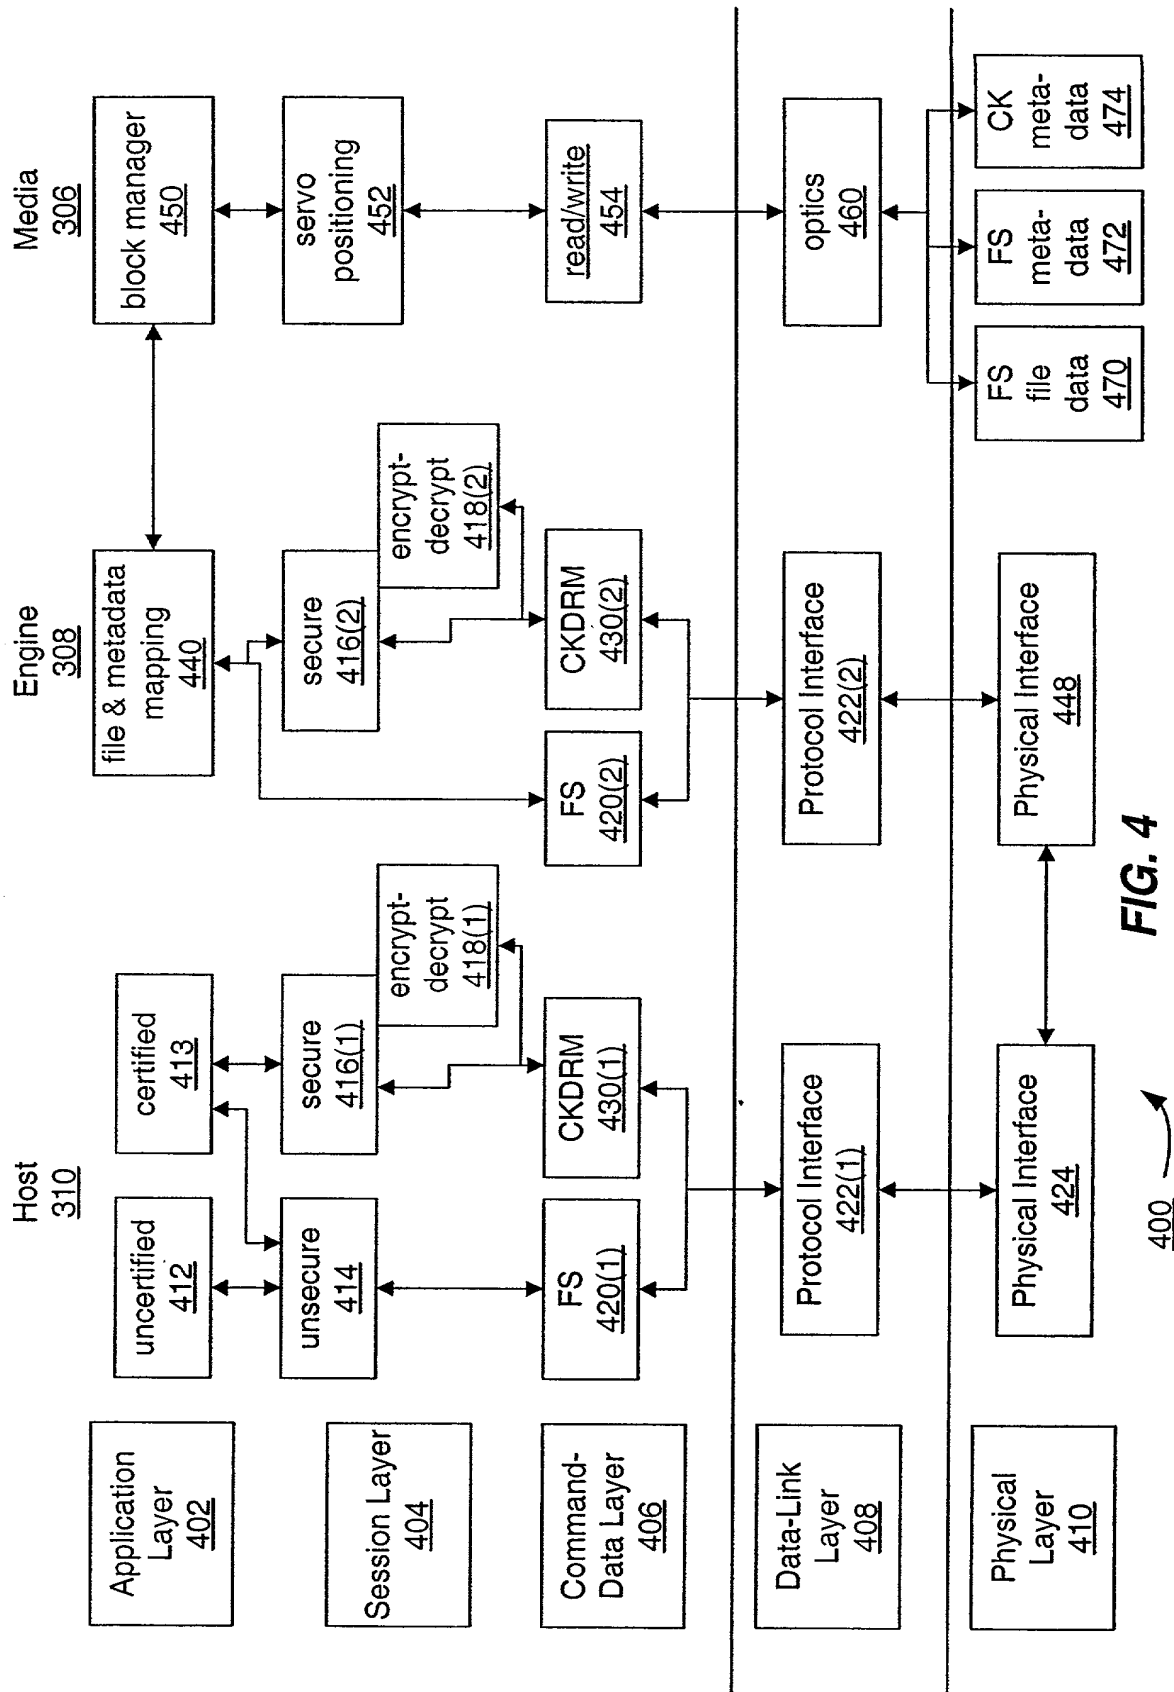 Host
310
Engine
308
Media
306
Application
Layer
402
uncertified
412
certified
413
file & metadata
mapping
440
block manager
450
Session Layer
404
unsecure
414
secure
416(1)
encrypt-
decrypt
418(1)
secure
416(2)
encrypt-
decrypt
418(2)
servo
positioning
452
Command-
Data Layer
406
FS
420(1)
CKDRM
430(1)
FS
420(2)
CKDRM
430(2)
read/write
454
Data-Link
Layer
408
Protocol Interface
422(1)
Protocol Interface
422(2)
optics
460
Physical
Layer
410
Physical Interface
424
Physical Interface
448
FS
file
data
470
FS
meta-
data
472
CK
meta-
data
474
400
FIG. 4